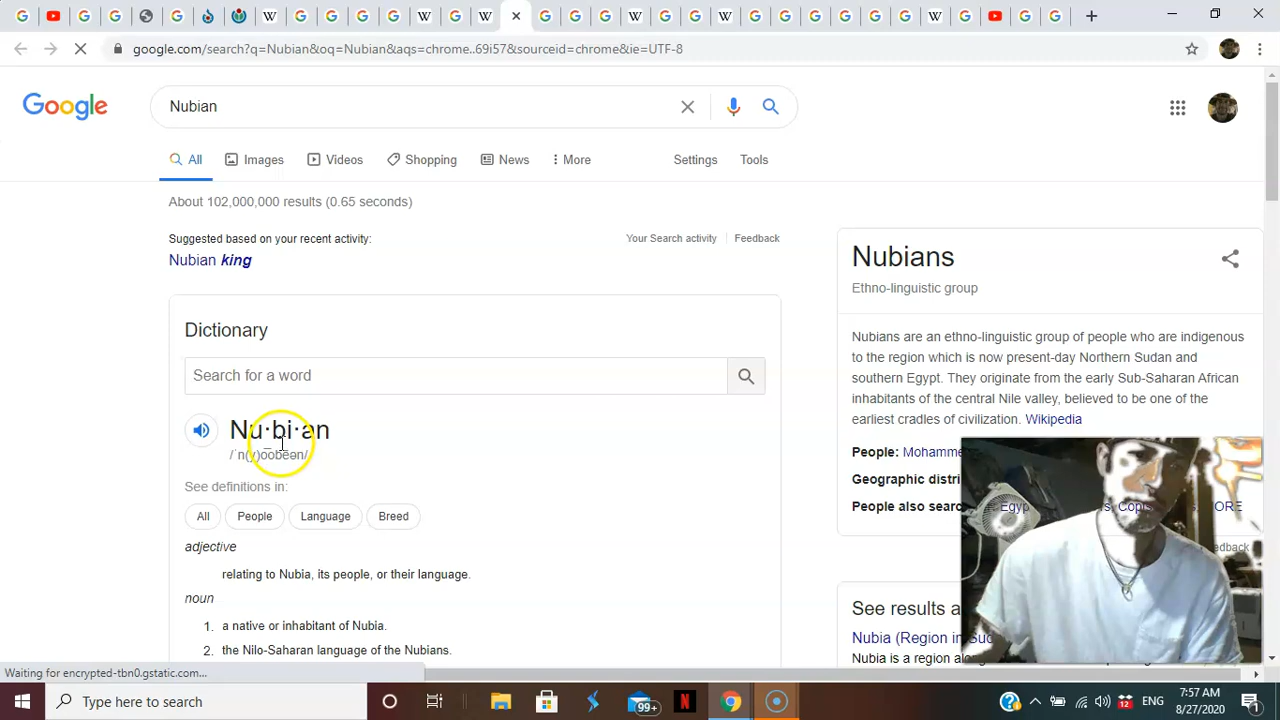 google.com/search?q=Nubian&oq=Nubian&aqs=chrome..69i57&sourceid=chrome&ie=UTF-8
Google
Nubian
All Images Videos Shopping News More Settings Tools
About 102,000,000 results (0.65 seconds)
Suggested based on your recent activity: Your Search activity Feedback
Nubian king
Dictionary
Search for a word
Nu·bi·an
/ˈn(y)o͞obēən/
See definitions in:
All People Language Breed
adjective
relating to Nubia, its people, or their language.
noun
1. a native or inhabitant of Nubia.
2. the Nilo-Saharan language of the Nubians.
Nubians
Ethno-linguistic group
Nubians are an ethno-linguistic group of people who are indigenous
to the region which is now present-day Northern Sudan and
southern Egypt. They originate from the early Sub-Saharan African
inhabitants of the central Nile valley, believed to be one of the
earliest cradles of civilization. Wikipedia
People:
Geographic
People also
See results
Nubia (Region in
Nubia is a region
Waiting for encrypted-tbn0.gstatic.com...
Type here to search
99+
12
ENG
7:57 AM
8/27/2020
1